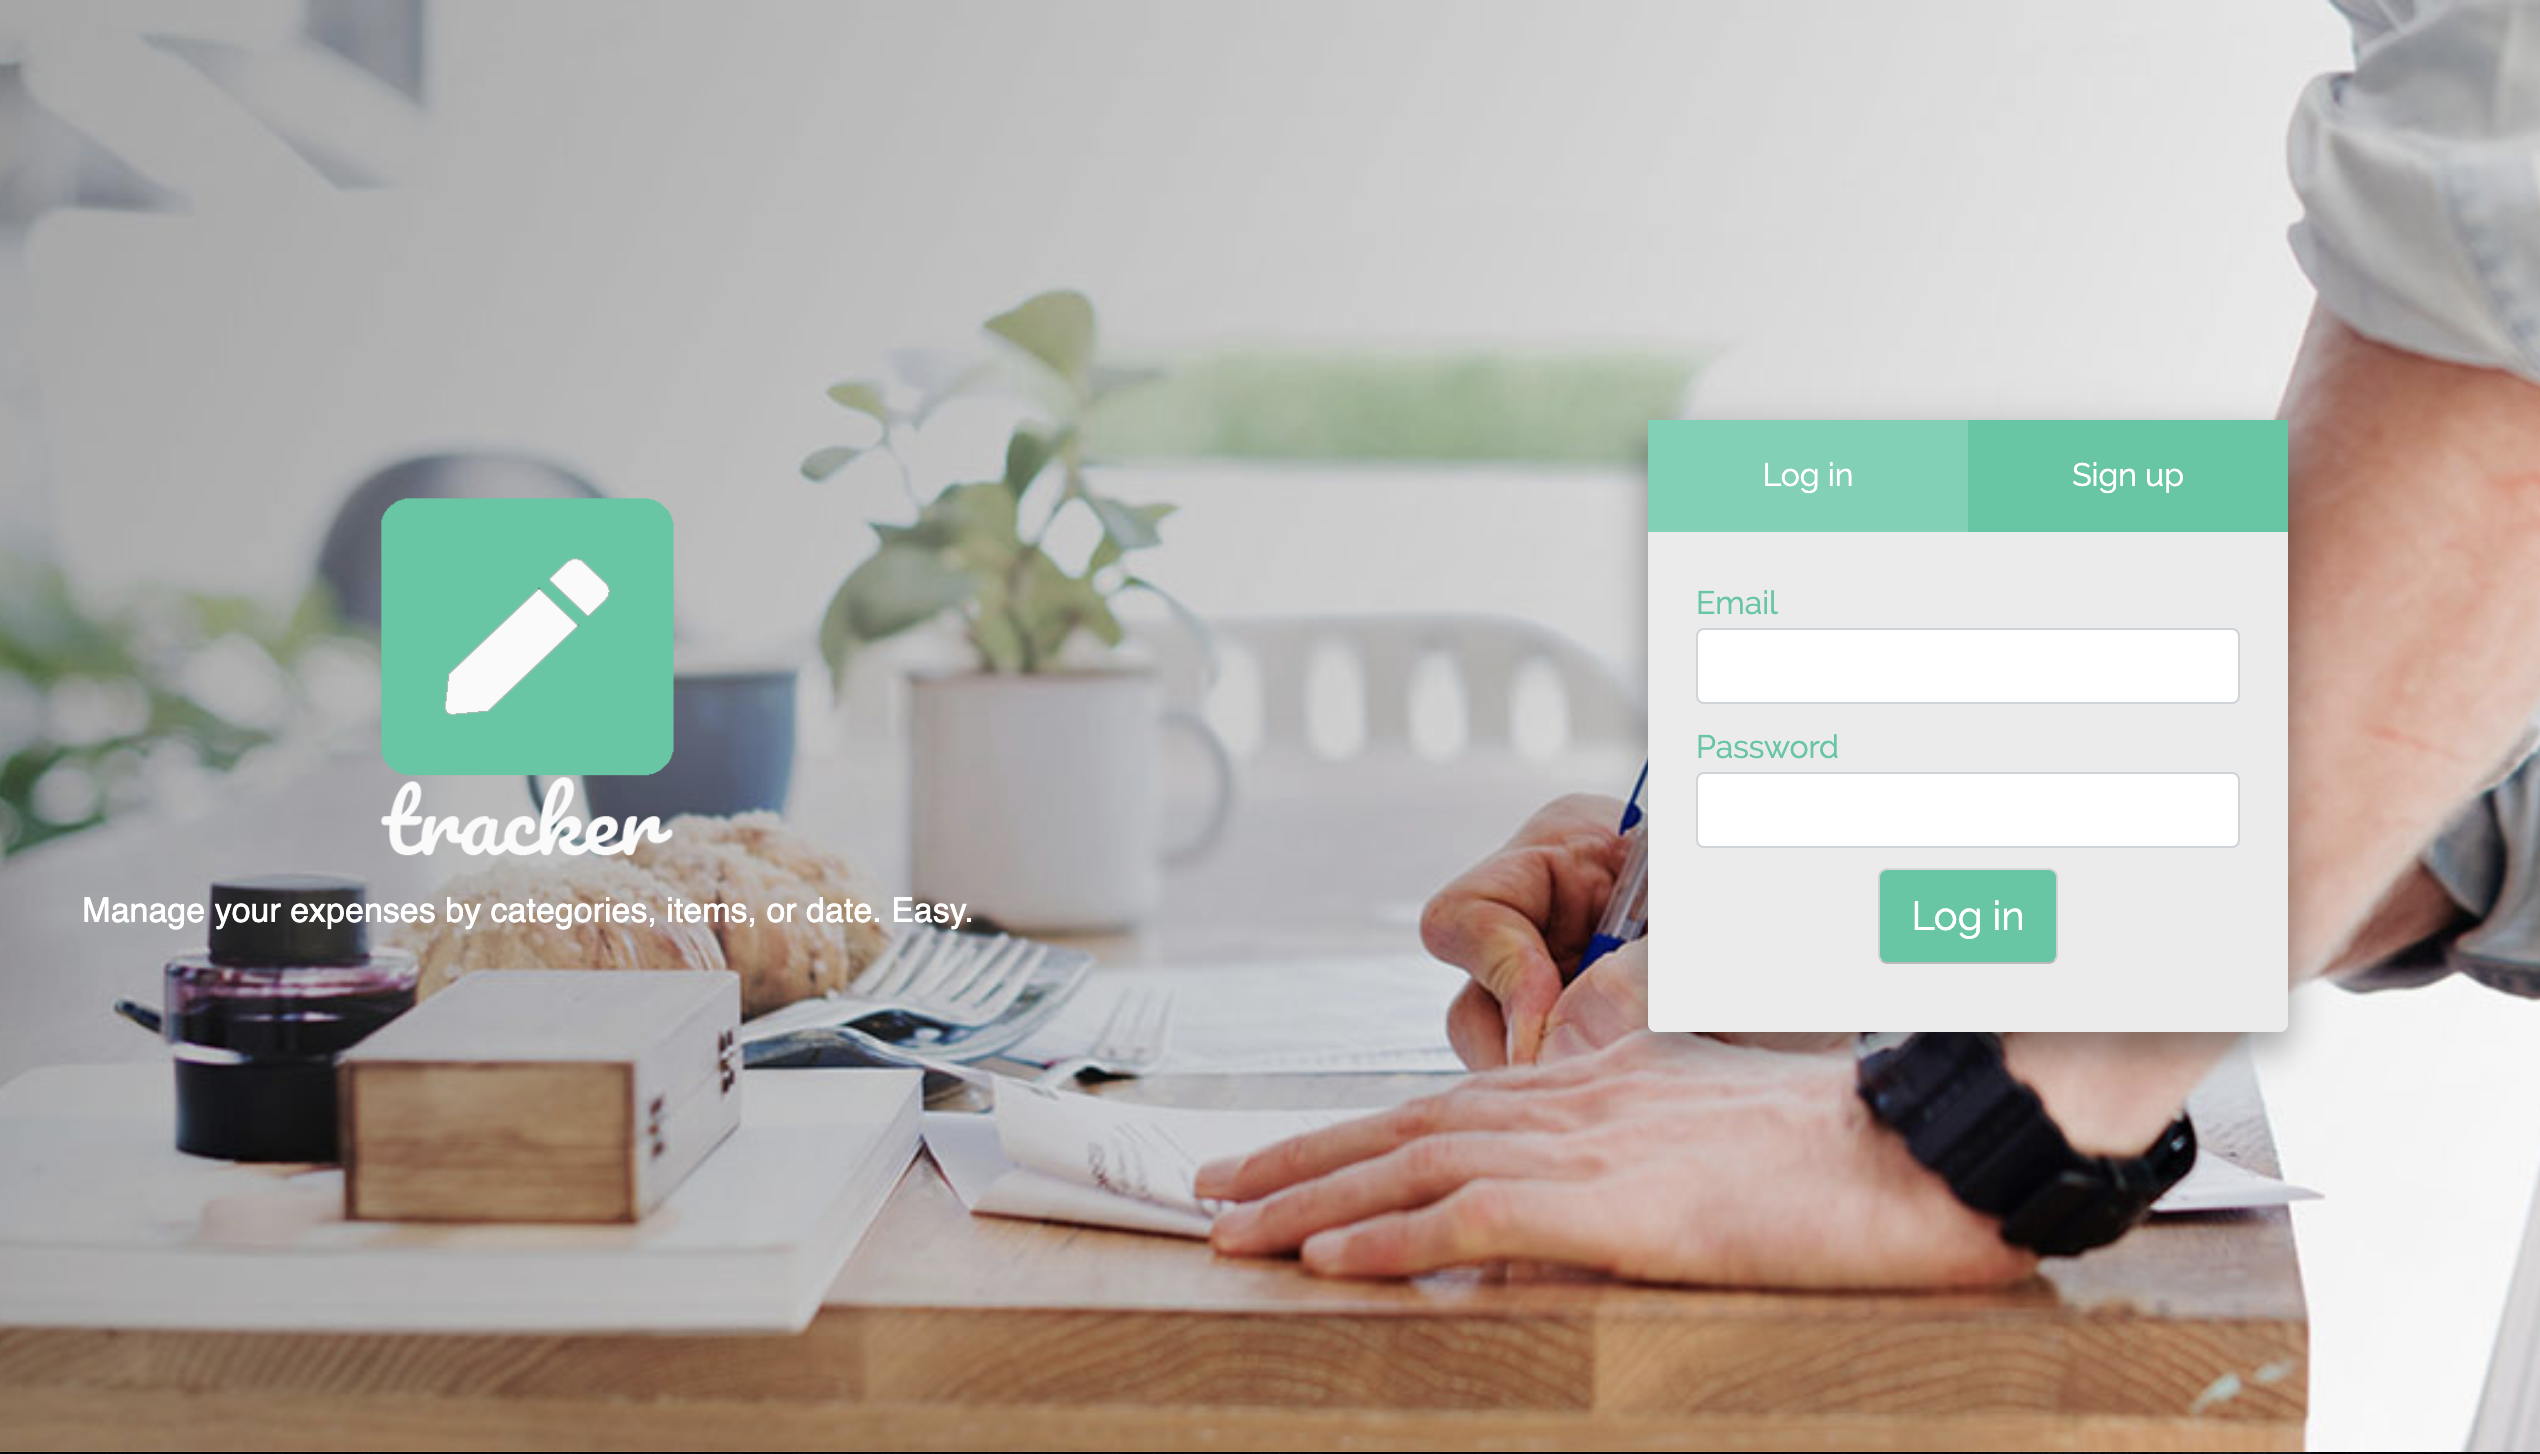 tracker
Manage your expenses by categories, items, or date. Easy.
Log in
Sign up
Email
Password
Log in